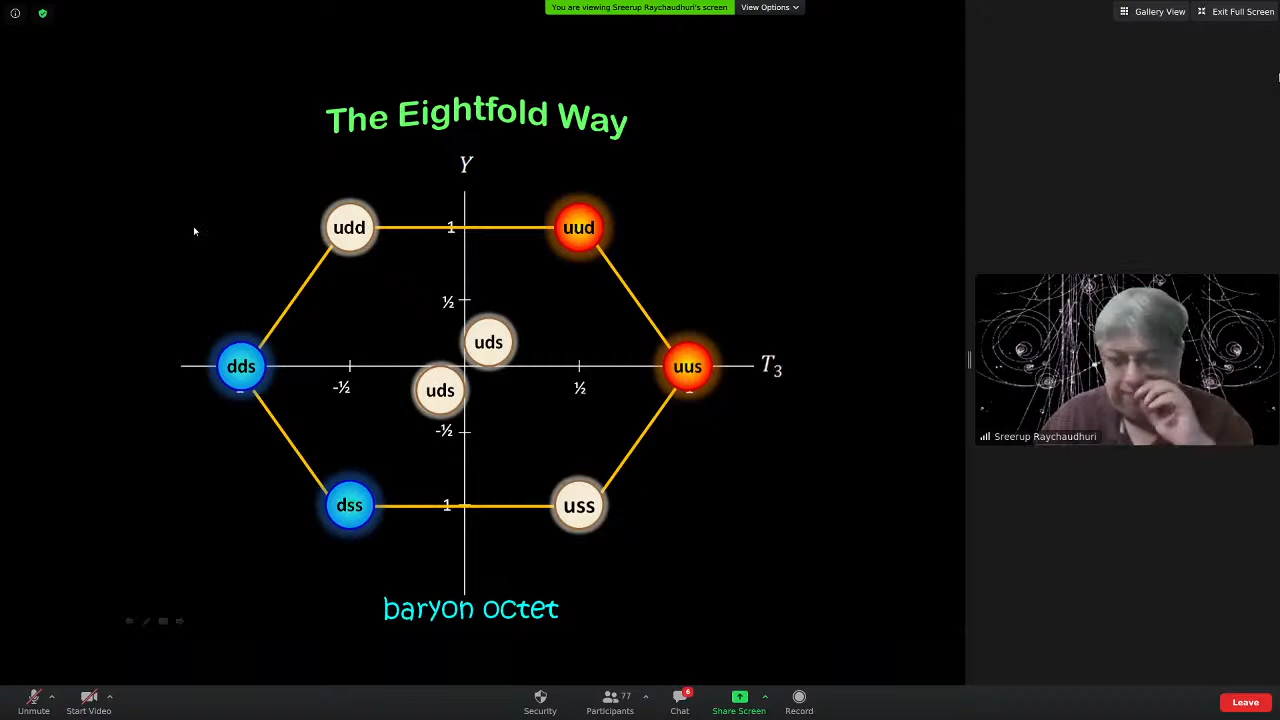 You are viewing Sreerup Raychaudhuri's screen
View Options
Gallery View
Exit Full Screen
The Eightfold Way
Y
udd
1
uud
½
uds
dds
uus
T₃
-½
½
uds
-½
dss
1
uss
baryon octet
Sreerup Raychaudhuri
Unmute
Start Video
Security
Participants
77
Chat
6
Share Screen
Record
Leave